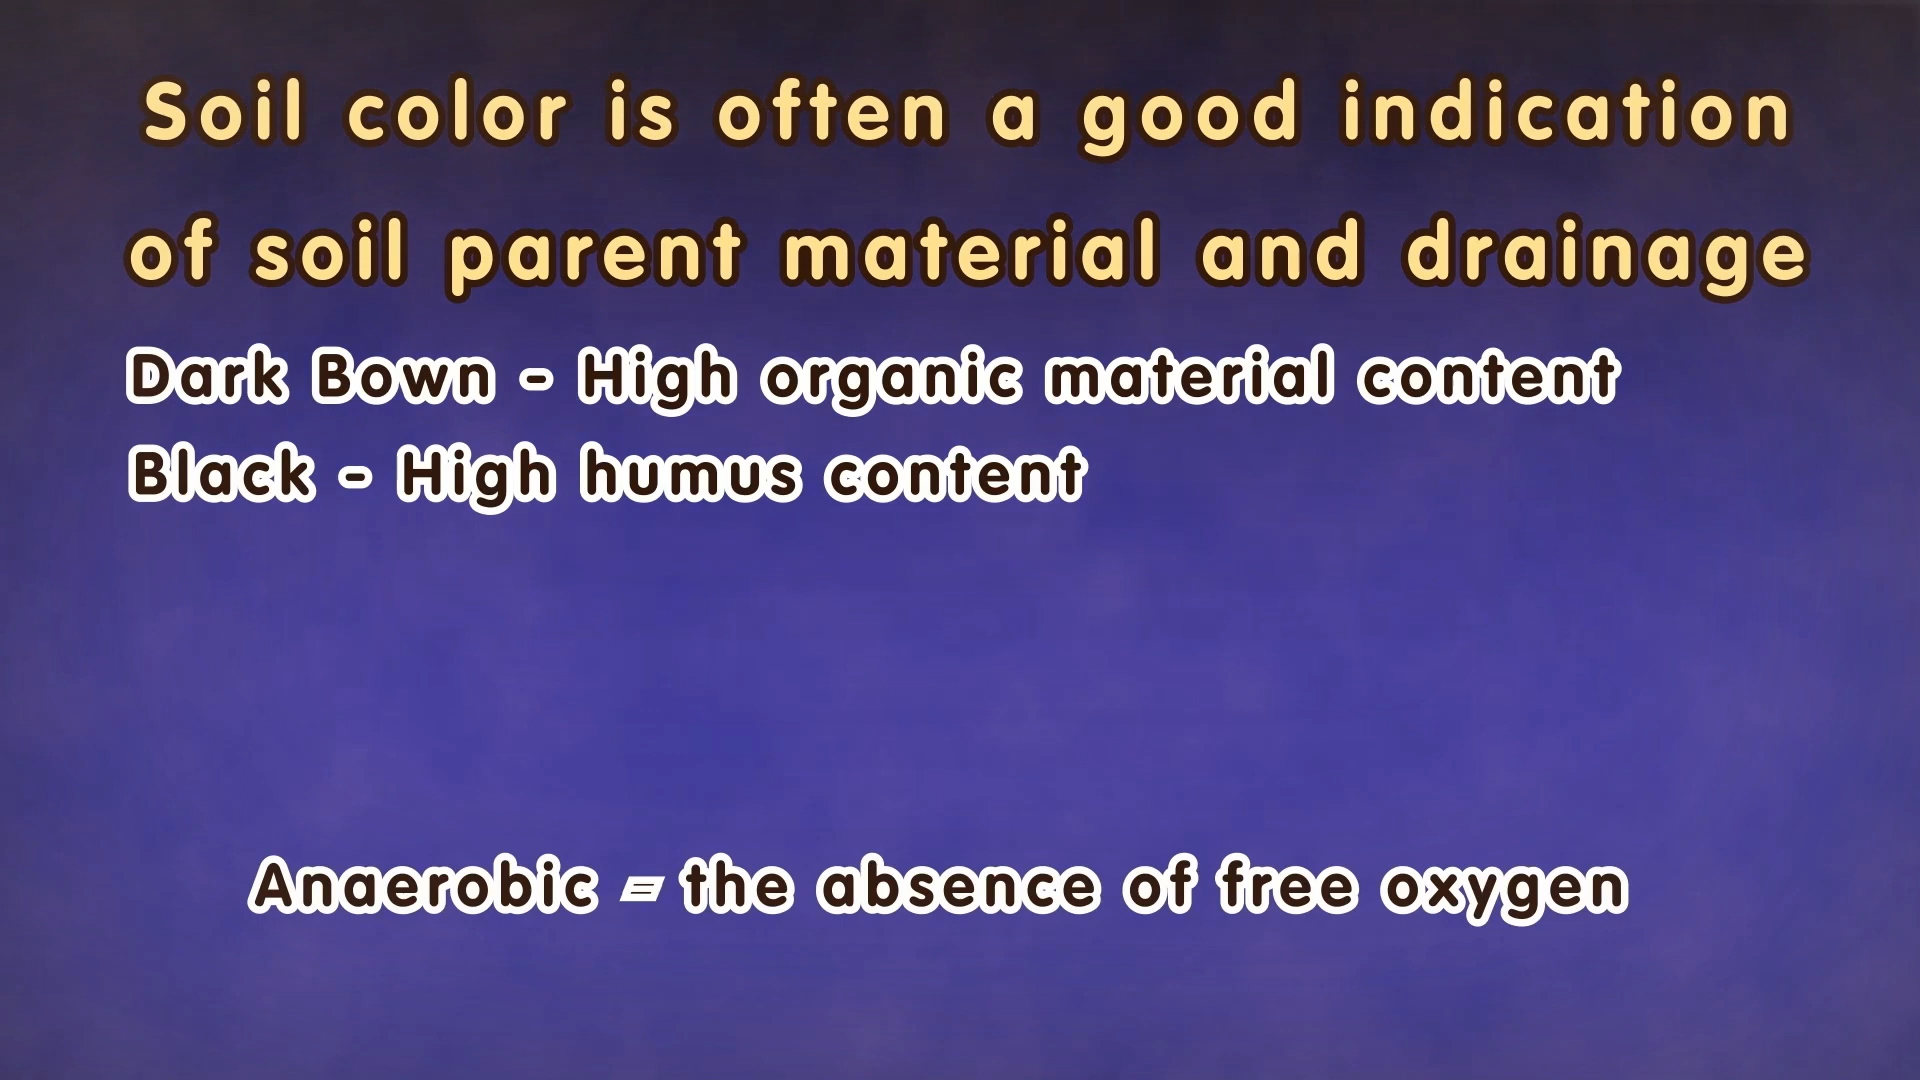 Soil color is often a good indication
of soil parent material and drainage
Dark Bown - High organic material content
Black - High humus content
Anaerobic = the absence of free oxygen